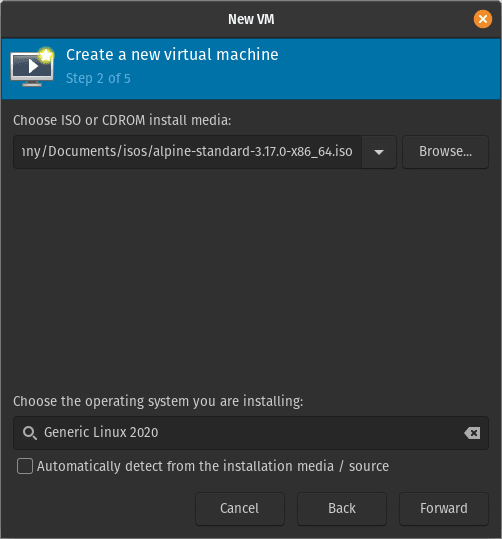 New VM
Create a new virtual machine
Step 2 of 5
Choose ISO or CDROM install media:
nny/Documents/isos/alpine-standard-3.17.0-x86_64.iso
Browse...
Choose the operating system you are installing:
Generic Linux 2020
Automatically detect from the installation media / source
Cancel
Back
Forward